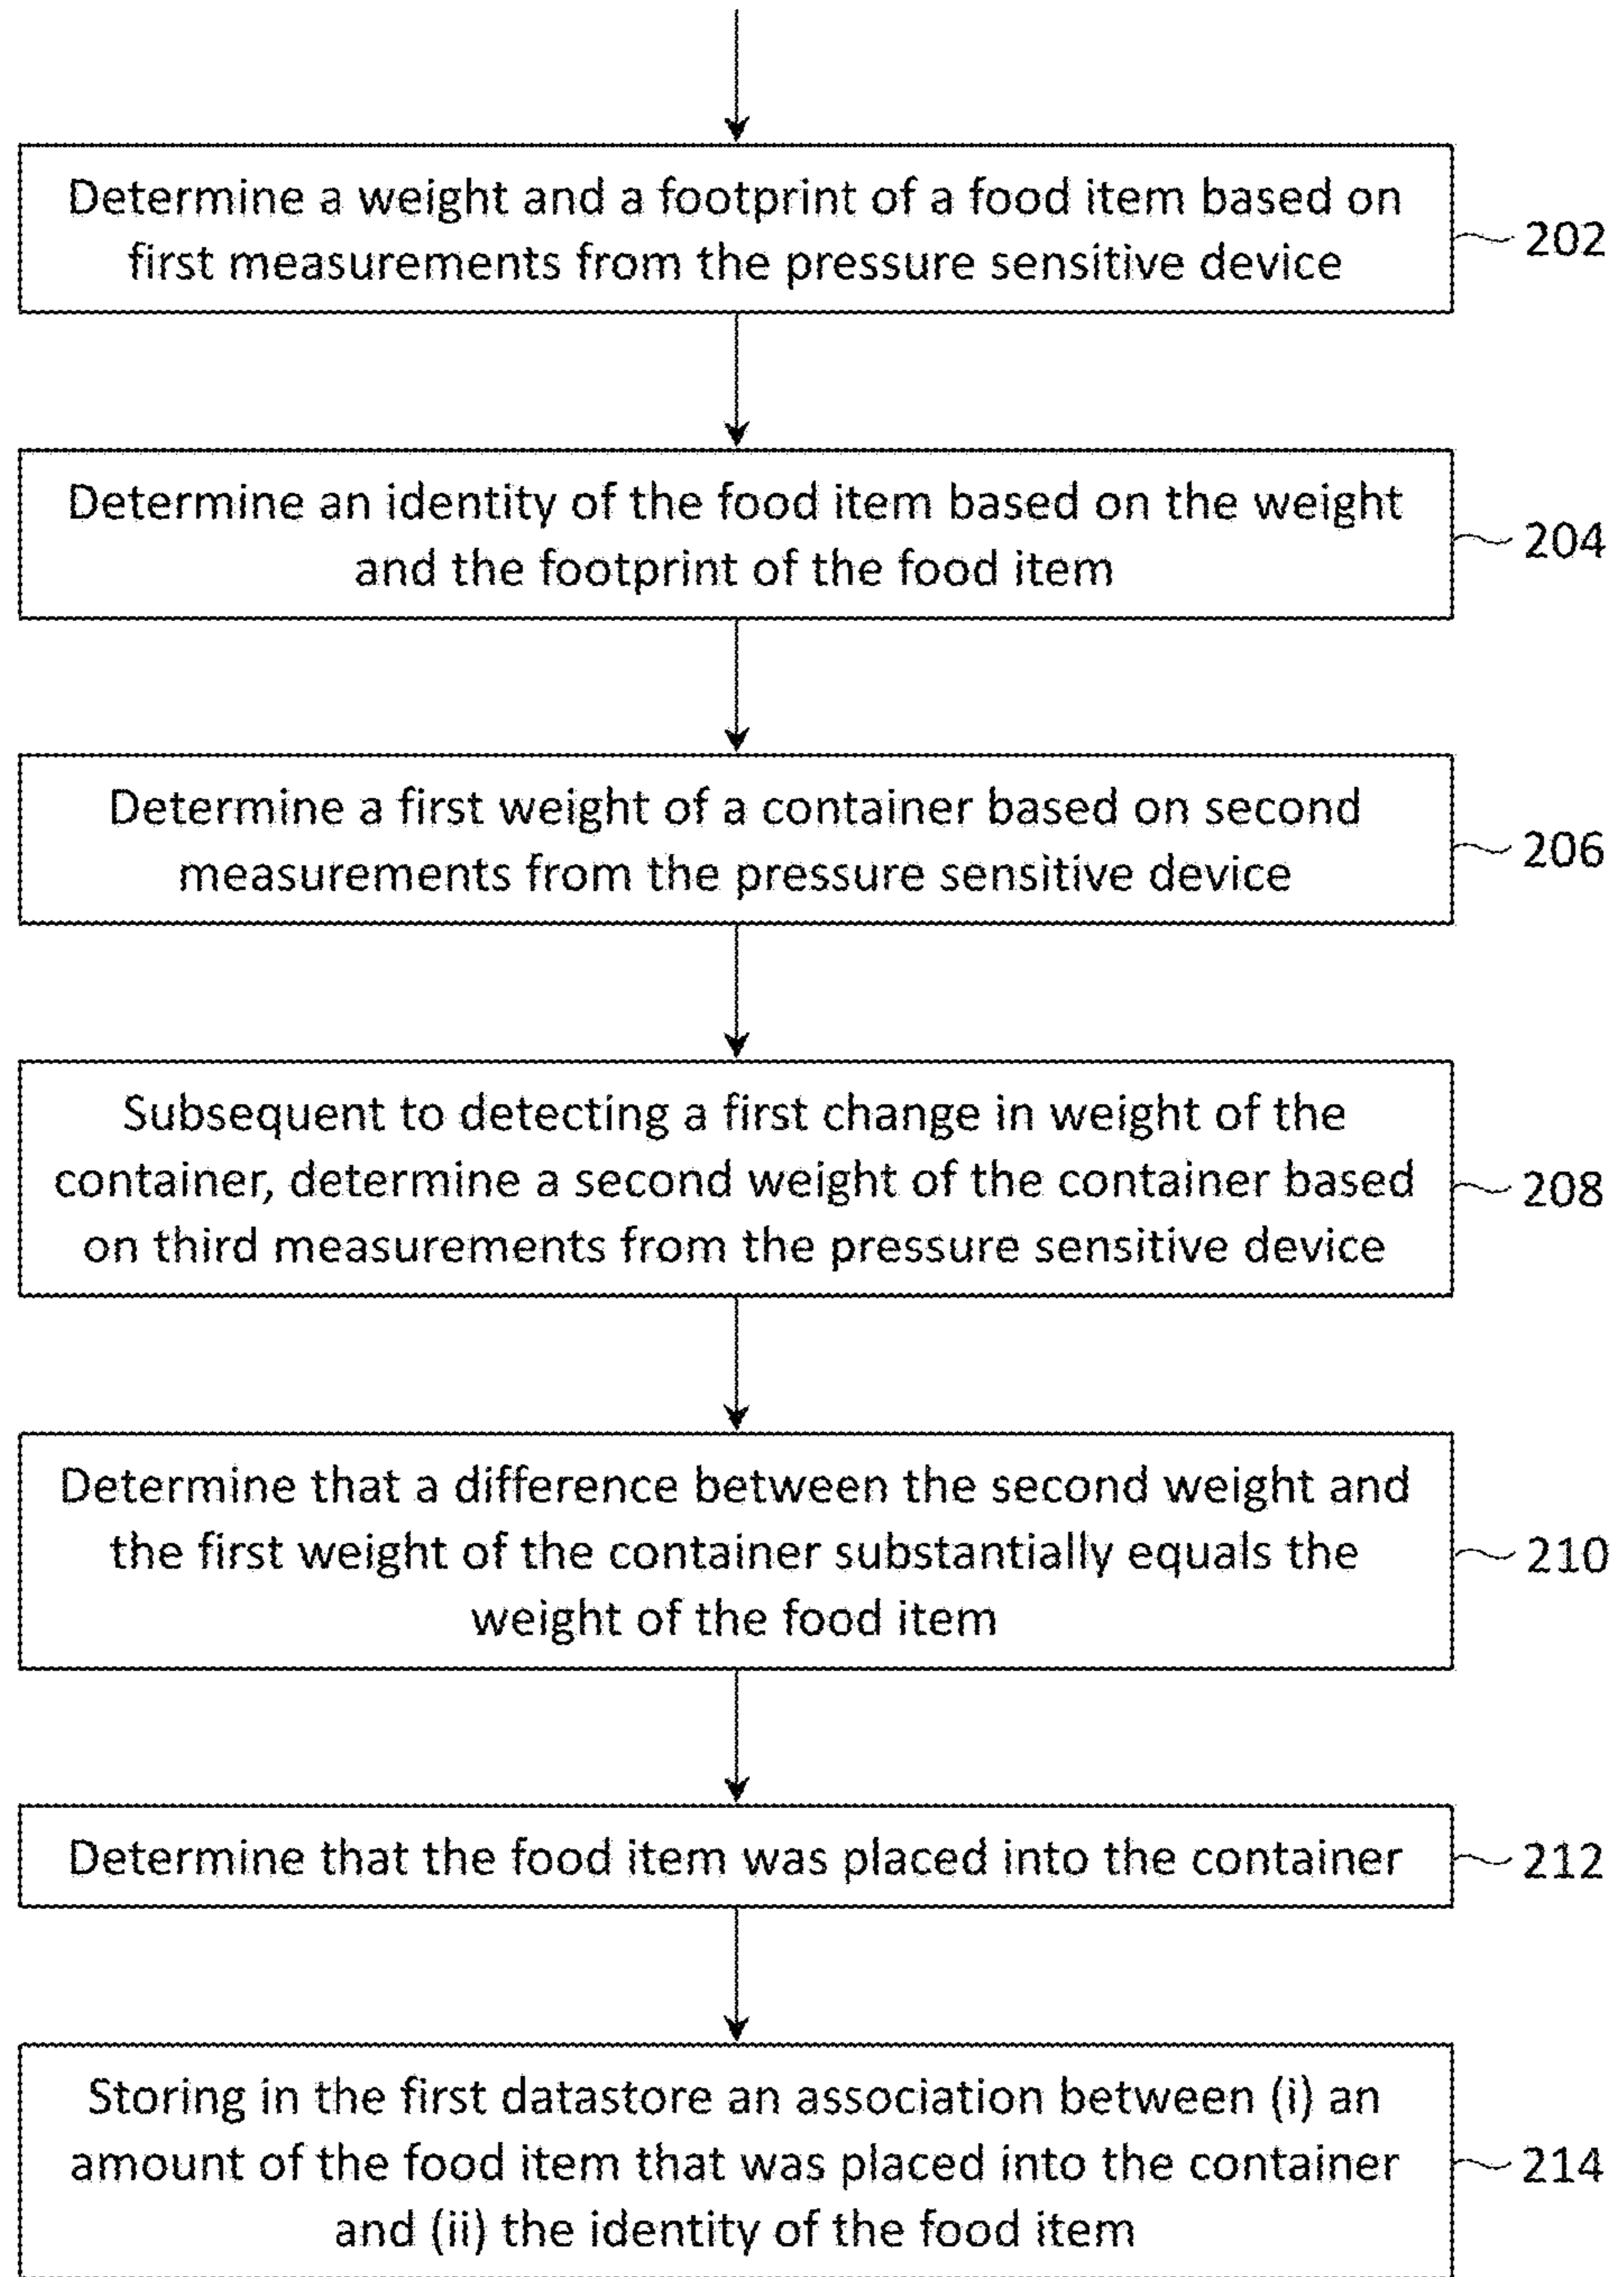 Determine a weight and a footprint of a food item based on
first measurements from the pressure sensitive device
202
Determine an identity of the food item based on the weight
and the footprint of the food item
204
Determine a first weight of a container based on second
measurements from the pressure sensitive device
206
Subsequent to detecting a first change in weight of the
container, determine a second weight of the container based
on third measurements from the pressure sensitive device
208
Determine that a difference between the second weight and
the first weight of the container substantially equals the
weight of the food item
210
Determine that the food item was placed into the container
212
Storing in the first datastore an association between (i) an
amount of the food item that was placed into the container
and (ii) the identity of the food item
214